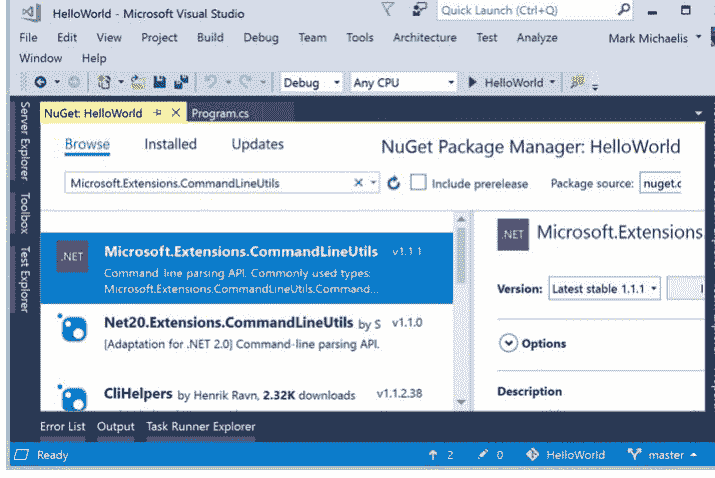 HelloWorld - Microsoft Visual Studio
Quick Launch (Ctrl+Q)
File Edit View Project Build Debug Team Tools Architecture Test Analyze Mark Michaelis
Window Help
Debug Any CPU HelloWorld
Server Explorer
Toolbox
Test Explorer
NuGet: HelloWorld Program.cs
Browse Installed Updates
NuGet Package Manager: HelloWorld
Microsoft.Extensions.CommandLineUtils
Include prerelease Package source: nuget.
.NET
Microsoft.Extensions.CommandLineUtils v1.1.1
Command-line parsing API. Commonly used types:
Microsoft.Extensions.CommandLineUtils.Command...
Net20.Extensions.CommandLineUtils by S v1.1.0
[Adaptation for .NET 2.0] Command-line parsing API.
CliHelpers by Henrik Ravn, 2.32K downloads v1.1.2.38
.NET Microsoft.Extensions
Version: Latest stable 1.1.1
Options
Description
Error List Output Task Runner Explorer
Ready 2 0 HelloWorld master